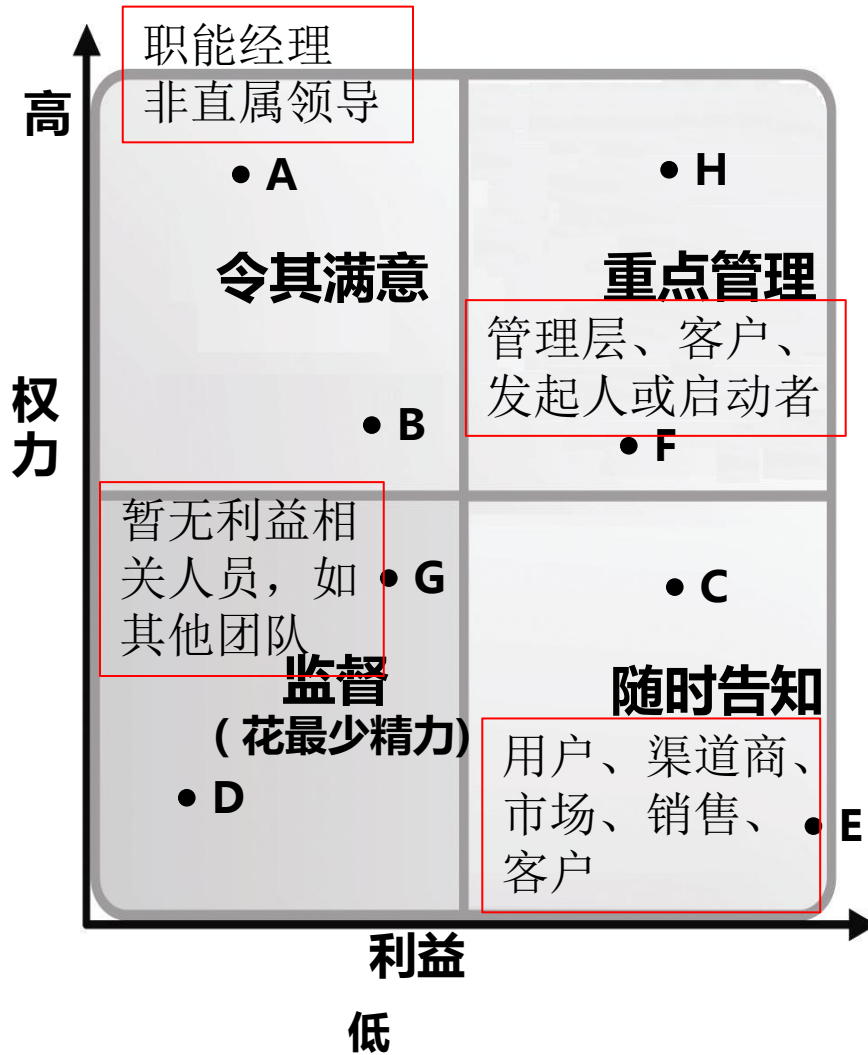 职能经理
非直属领导
高
A
H
令其满意
重点管理
管理层、客户、
发起人或启动者
权
力
B
F
暂无利益相
关人员，如
其他团队
G
C
监督
(花最少精力)
随时告知
用户、渠道商、
市场、销售、
客户
D
E
利益
低